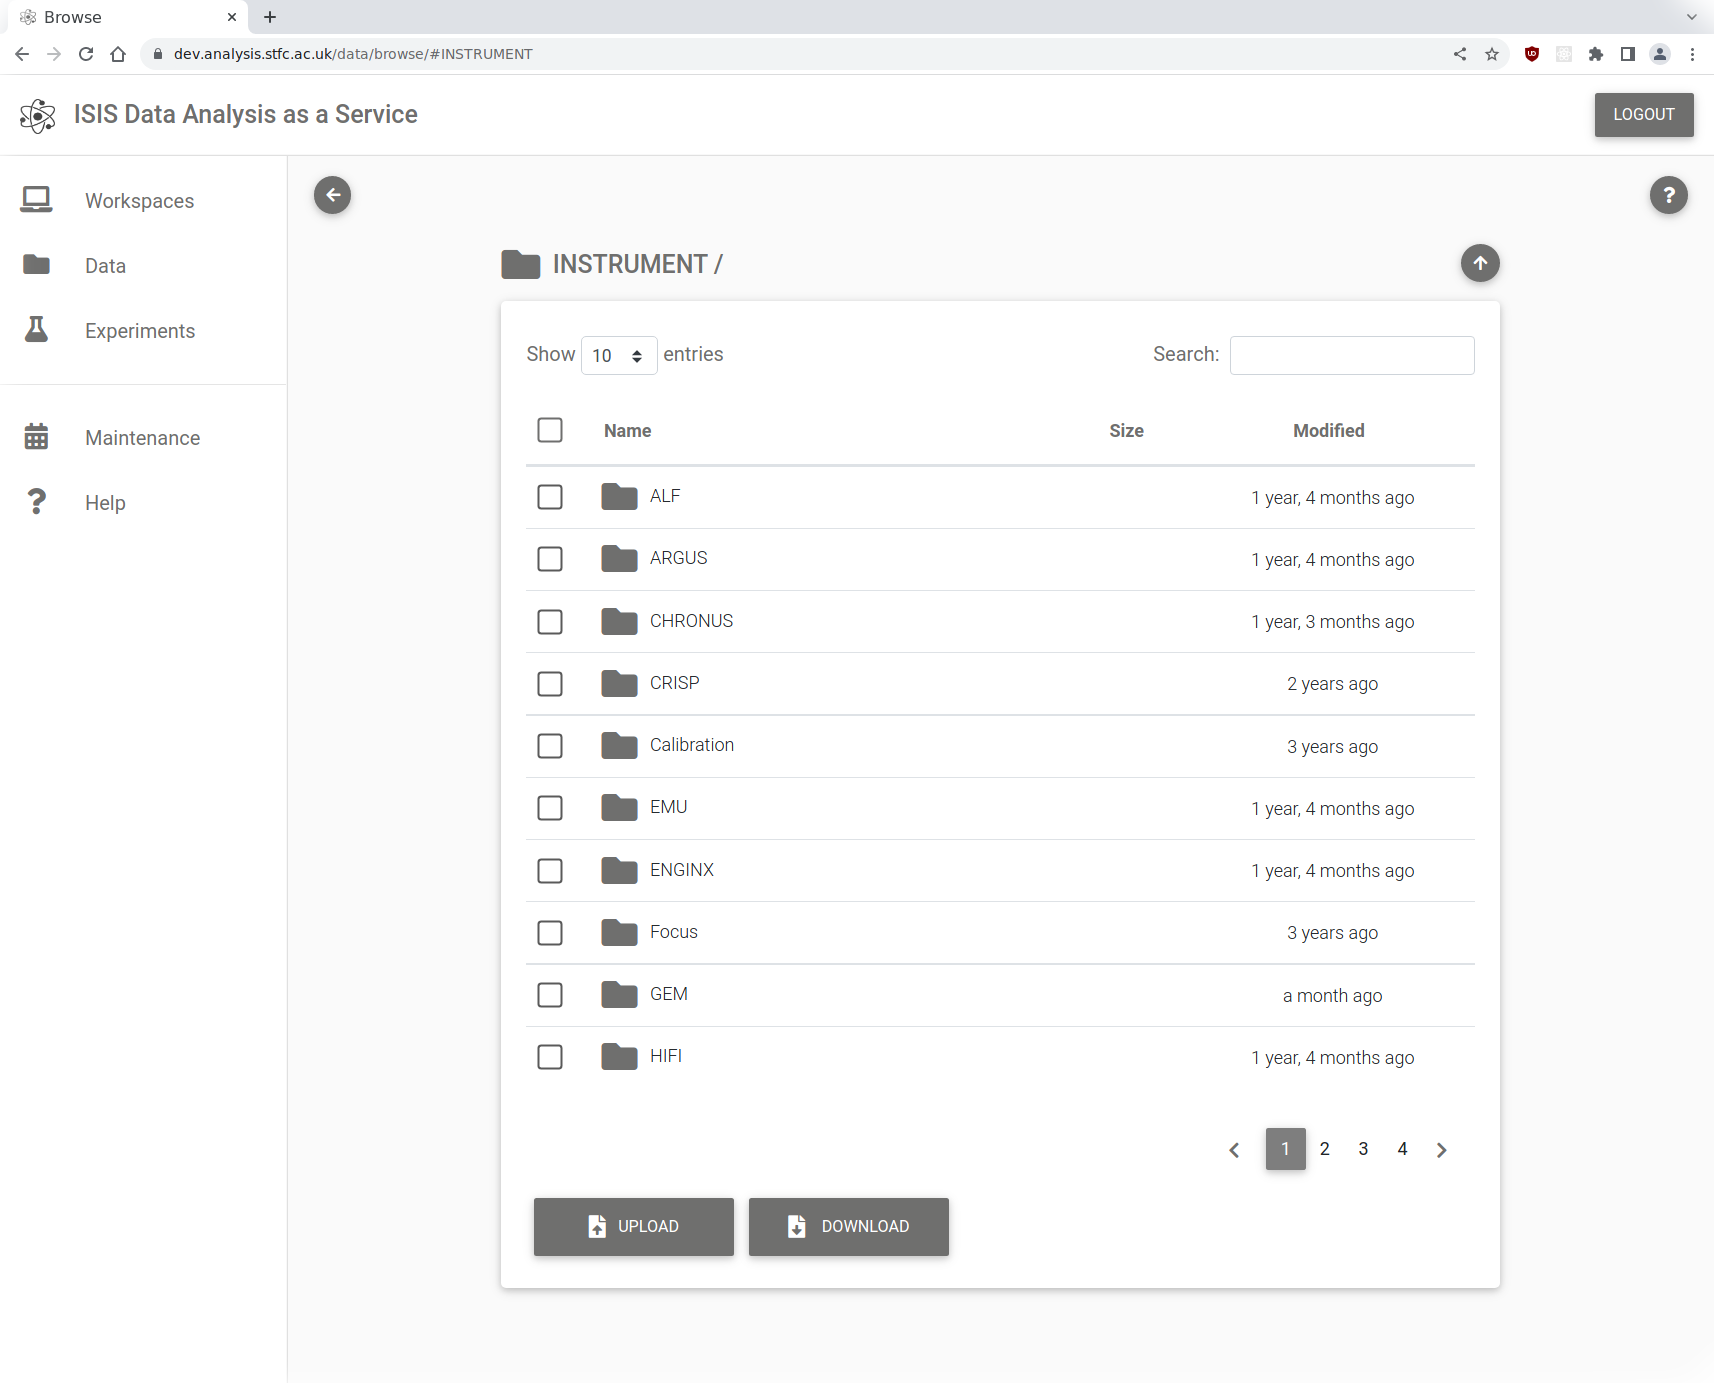 Browse
dev.analysis.stfc.ac.uk/data/browse/#INSTRUMENT
ISIS Data Analysis as a Service
LOGOUT
Workspaces
Data
Experiments
Maintenance
Help
?
INSTRUMENT /
Show 10 entries
Search:
Name Size Modified
ALF 1 year, 4 months ago
ARGUS 1 year, 4 months ago
CHRONUS 1 year, 3 months ago
CRISP 2 years ago
Calibration 3 years ago
EMU 1 year, 4 months ago
ENGINX 1 year, 4 months ago
Focus 3 years ago
GEM a month ago
HIFI 1 year, 4 months ago
1 2 3 4
UPLOAD DOWNLOAD